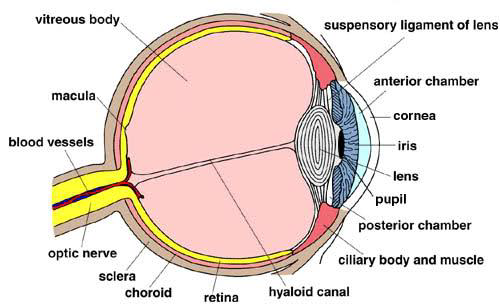 vitreous body
suspensory ligament of lens
anterior chamber
macula
cornea
blood vessels
iris
lens
pupil
posterior chamber
optic nerve
ciliary body and muscle
sclera
choroid
hyaloid canal
retina